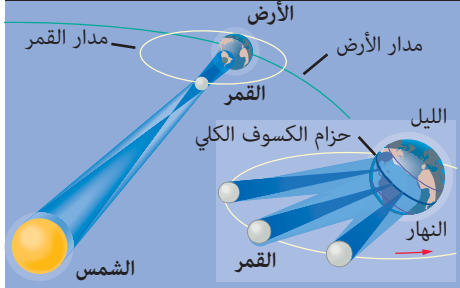 الأرض
مدار القمر
مدار الأرض
القمر
الليل
حزام الكسوف الكلي
النهار
القمر
الشمس